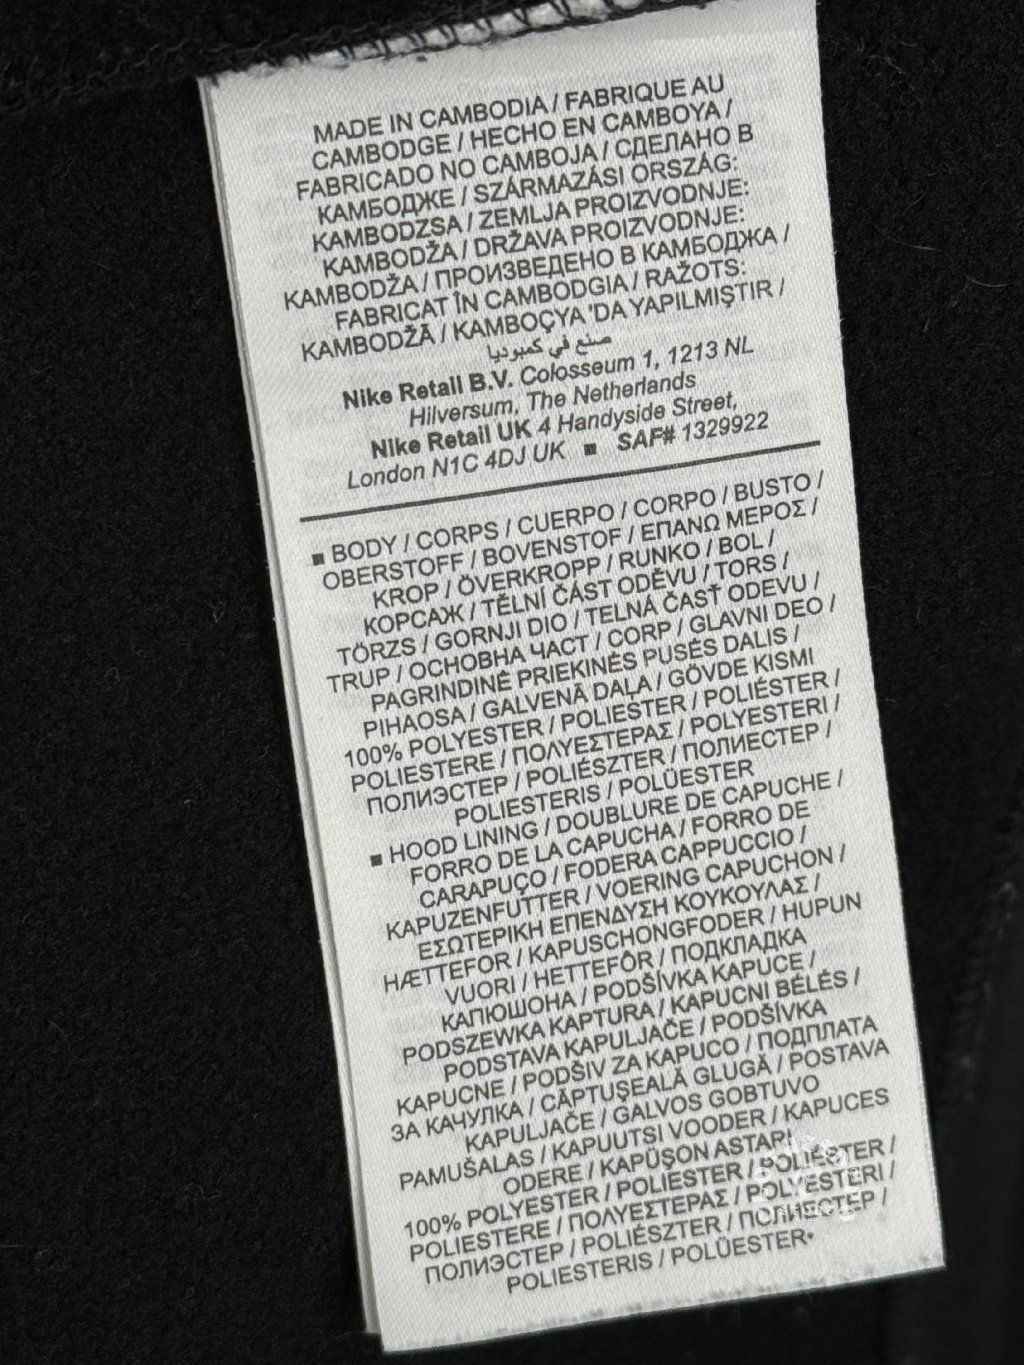 MADE IN CAMBODIA / FABRIQUE AU
CAMBODGE / HECHO EN CAMBOYA /
FABRICADO NO CAMBOJA / СДЕЛАНО В
КАМБОДЖЕ / SZÁRMAZÁSI ORSZÁG:
KAMBODZSA / ZEMLJA PROIZVODNJE:
KAMBODŽA / DRŽAVA PROIZVODNJE:
KAMBODŽA / ПРОИЗВЕДЕНО В КАМБОДЖА /
FABRICAT ÎN CAMBODGIA / RAŽOTS:
KAMBODŽĀ / KAMBOÇYA 'DA YAPILMIŞTIR /
صنع في كمبوديا
Nike Retail B.V. Colosseum 1, 1213 NL
Hilversum, The Netherlands
Nike Retail UK 4 Handyside Street,
London N1C 4DJ UK ■ SAF# 1329922
■ BODY / CORPS / CUERPO / CORPO / BUSTO /
OBERSTOFF / BOVENSTOF / ΕΠΑΝΩ ΜΕΡΟΣ /
KROP / ÖVERKROPP / RUNKO / BOL /
КОРСАЖ / TĚLNÍ ČÁST ODĚVU / TORS /
TÖRZS / GORNJI DIO / TELNÁ ČASŤ ODEVU /
TRUP / ОСНОВНА ЧАСТ / CORP / GLAVNI DEO /
PAGRINDINĖ PRIEKINĖS PUSĖS DALIS /
PIHAOSA / GALVENĀ DAĻA / GÖVDE KISMI
100% POLYESTER / POLIESTER / POLIÉSTER /
POLIESTERE / ΠΟΛΥΕΣΤΕΡΑΣ / POLYESTERI /
ПОЛИЭСТЕР / POLIÉSZTER / ПОЛИЕСТЕР /
POLIESTERIS / POLÜESTER
■ HOOD LINING / DOUBLURE DE CAPUCHE /
FORRO DE LA CAPUCHA / FORRO DE
CARAPUÇO / FODERA CAPPUCCIO /
KAPUZENFUTTER / VOERING CAPUCHON /
ΕΣΩΤΕΡΙΚΗ ΕΠΕΝΔΥΣΗ ΚΟΥΚΟΥΛΑΣ /
HÆTTEFOR / KAPUSCHONGFODER / HUPUN
VUORI / HETTEFÔR / ПОДКЛАДКА
КАПЮШОНА / PODŠÍVKA KAPUCE /
PODSZEWKA KAPTURA / KAPUCNI BÉLÉS /
PODSTAVA KAPULJAČE / PODŠÍVKA
KAPUCNE / PODŠIV ZA KAPUCO / ПОДПЛАТА
ЗА КАЧУЛКА / CĂPTUŞEALĂ GLUGĂ / POSTAVA
KAPULJAČE / GALVOS GOBTUVO
PAMUŠALAS / KAPUUTSI VOODER / KAPUCES
ODERE / KAPÜŞON ASTARI
100% POLYESTER / POLIESTER / POLIÉSTER /
POLIESTERE / ΠΟΛΥΕΣΤΕΡΑΣ / POLYESTERI /
ПОЛИЭСТЕР / POLIÉSZTER / ПОЛИЕСТЕР /
POLIESTERIS / POLÜESTER•